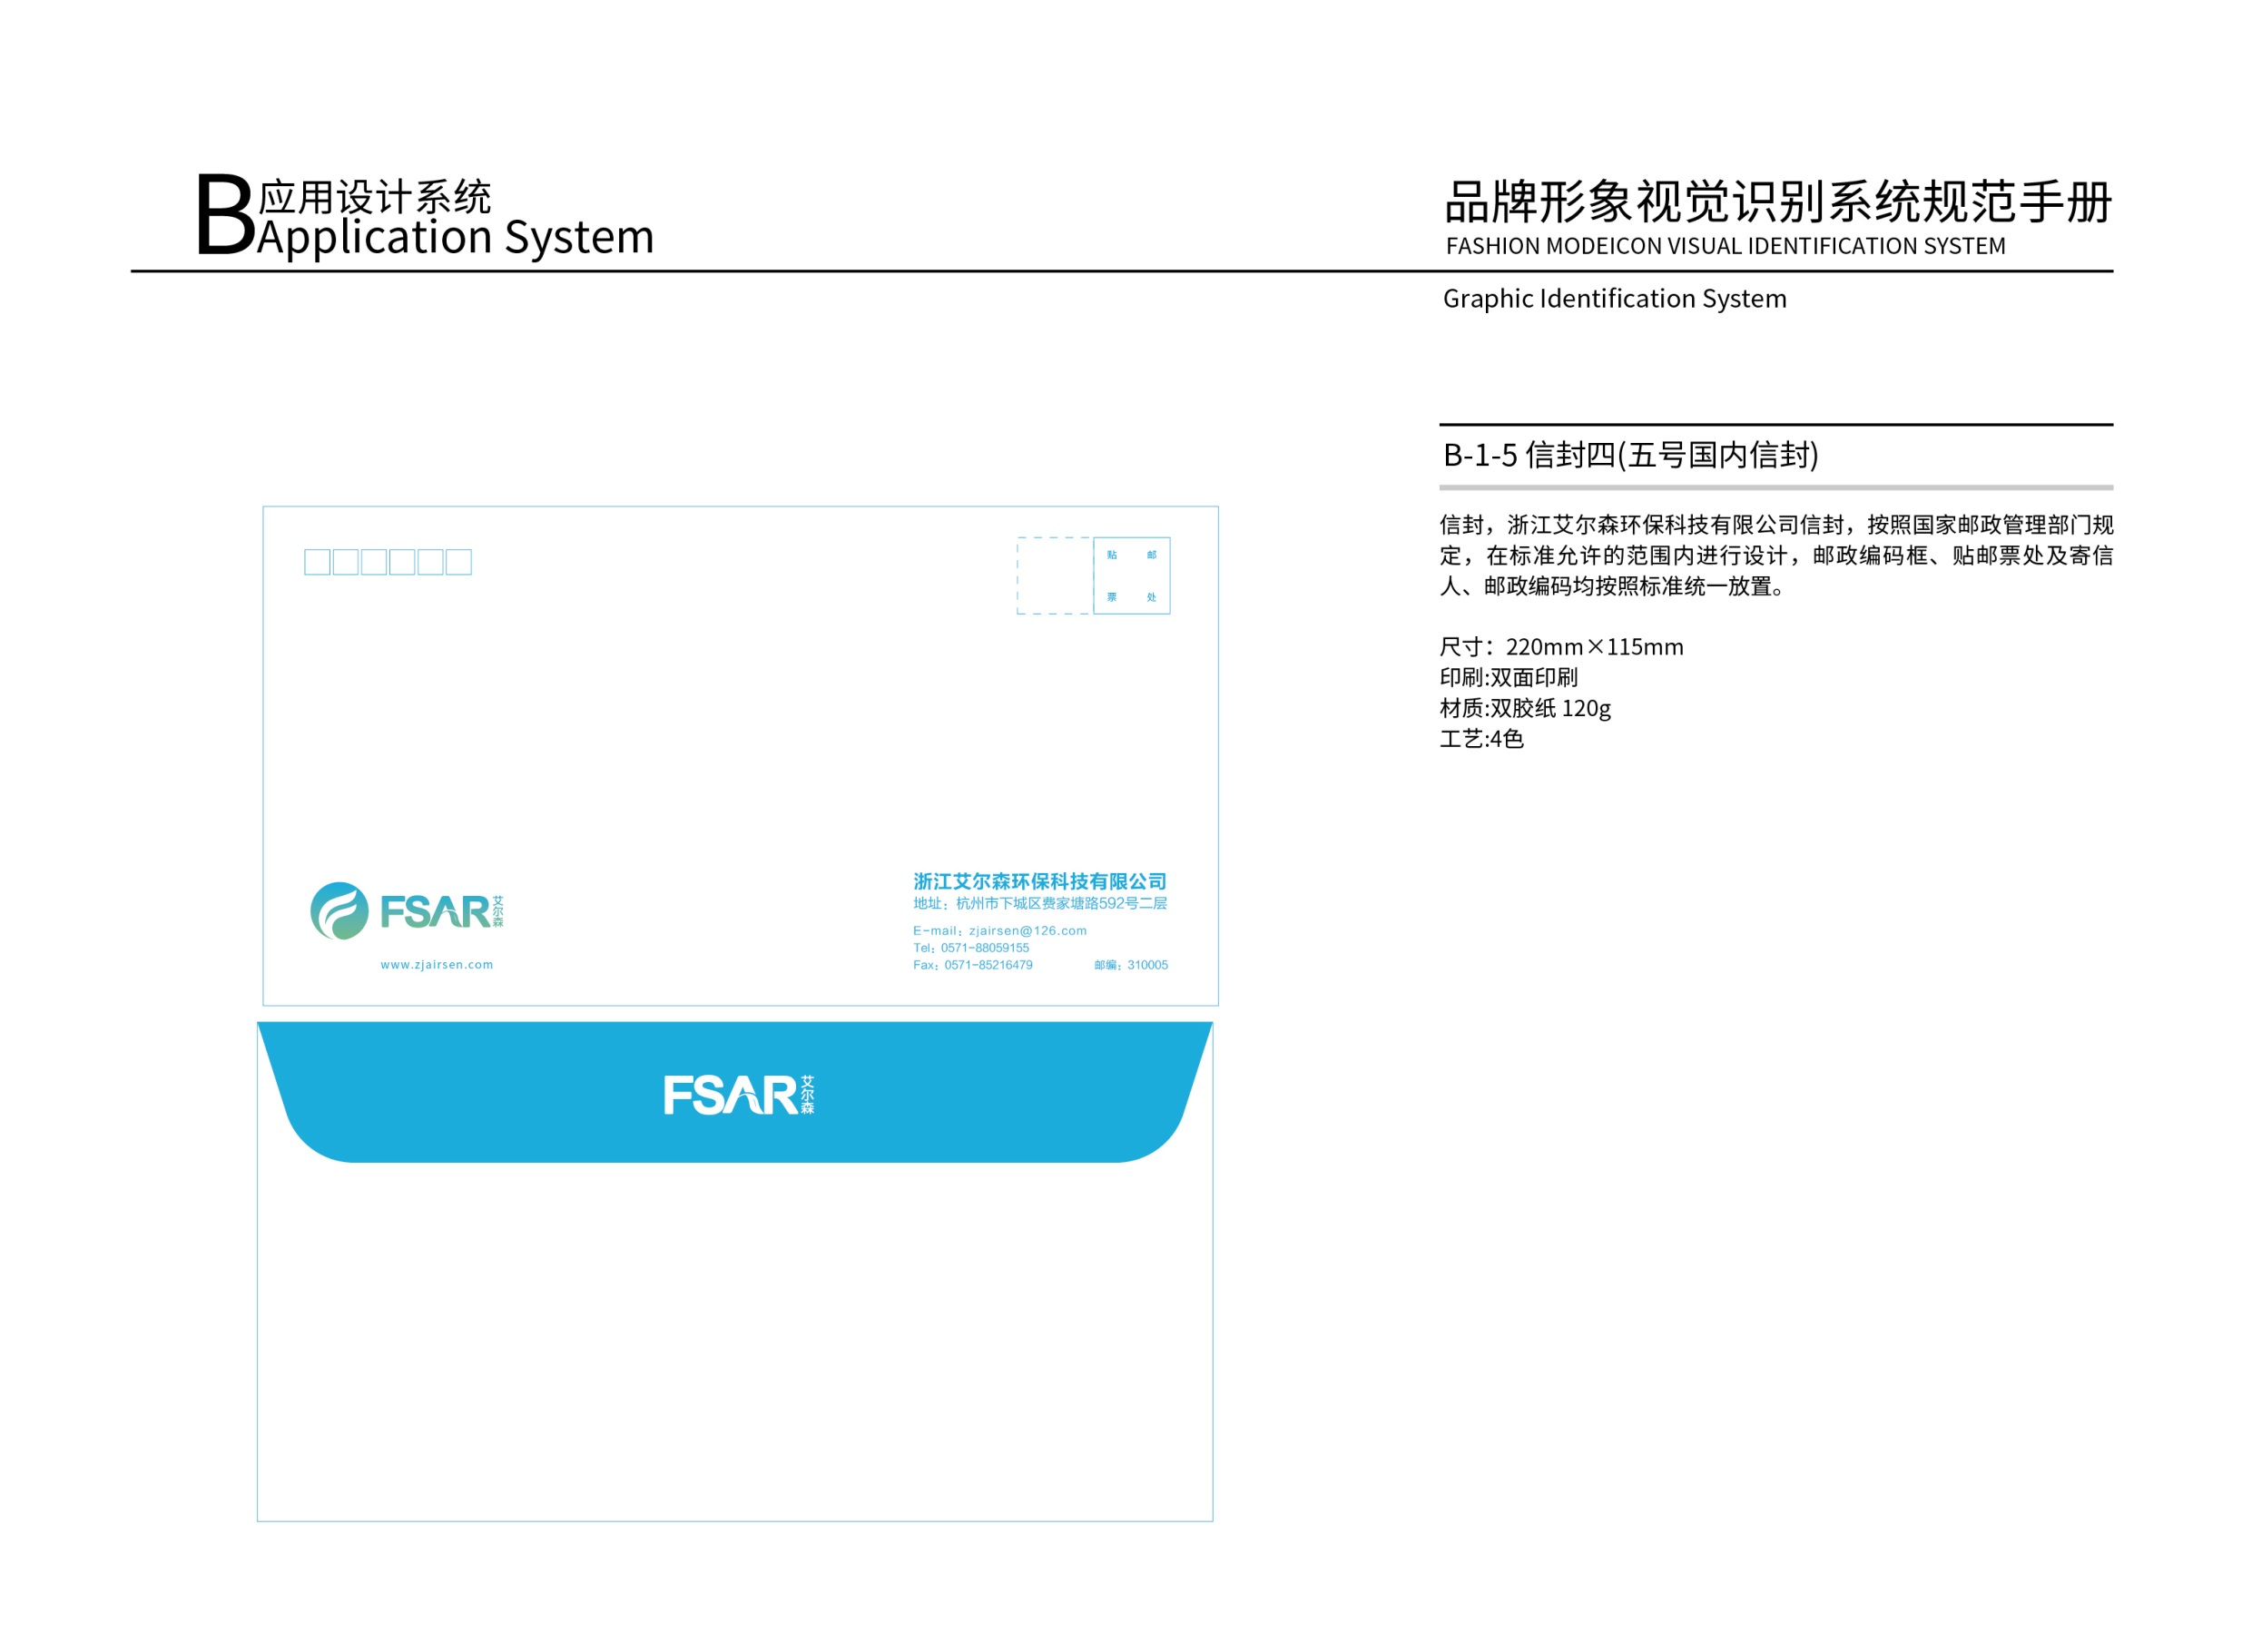 B应用设计系统
Application System
品牌形象视觉识别系统规范手册
FASHION MODEICON VISUAL IDENTIFICATION SYSTEM
Graphic Identification System
B-1-5 信封四(五号国内信封)
信封，浙江艾尔森环保科技有限公司信封，按照国家邮政管理部门规
定，在标准允许的范围内进行设计，邮政编码框、贴邮票处及寄信
人、邮政编码均按照标准统一放置。
尺寸：220mm×115mm
印刷:双面印刷
材质:双胶纸 120g
工艺:4色
贴 邮
票 处
FSAR艾尔森
www.zjairsen.com
浙江艾尔森环保科技有限公司
地址：杭州市下城区费家塘路592号二层
E-mail：zjairsen@126.com
Tel：0571-88059155
Fax：0571-85216479 邮编：310005
FSAR艾尔森